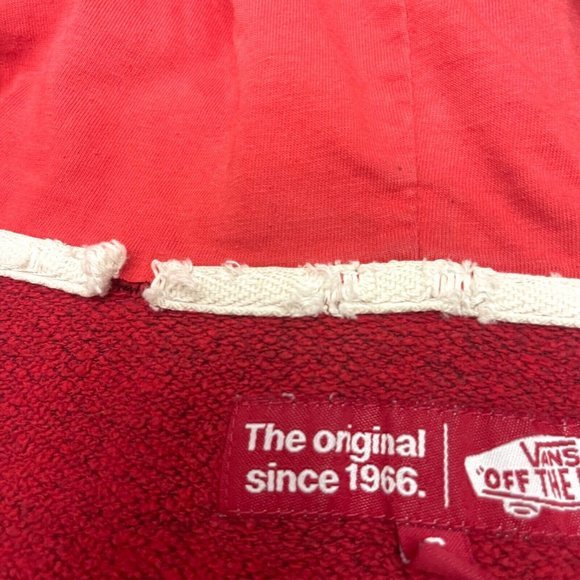 The original
since 1966.
VANS
"OFF THE